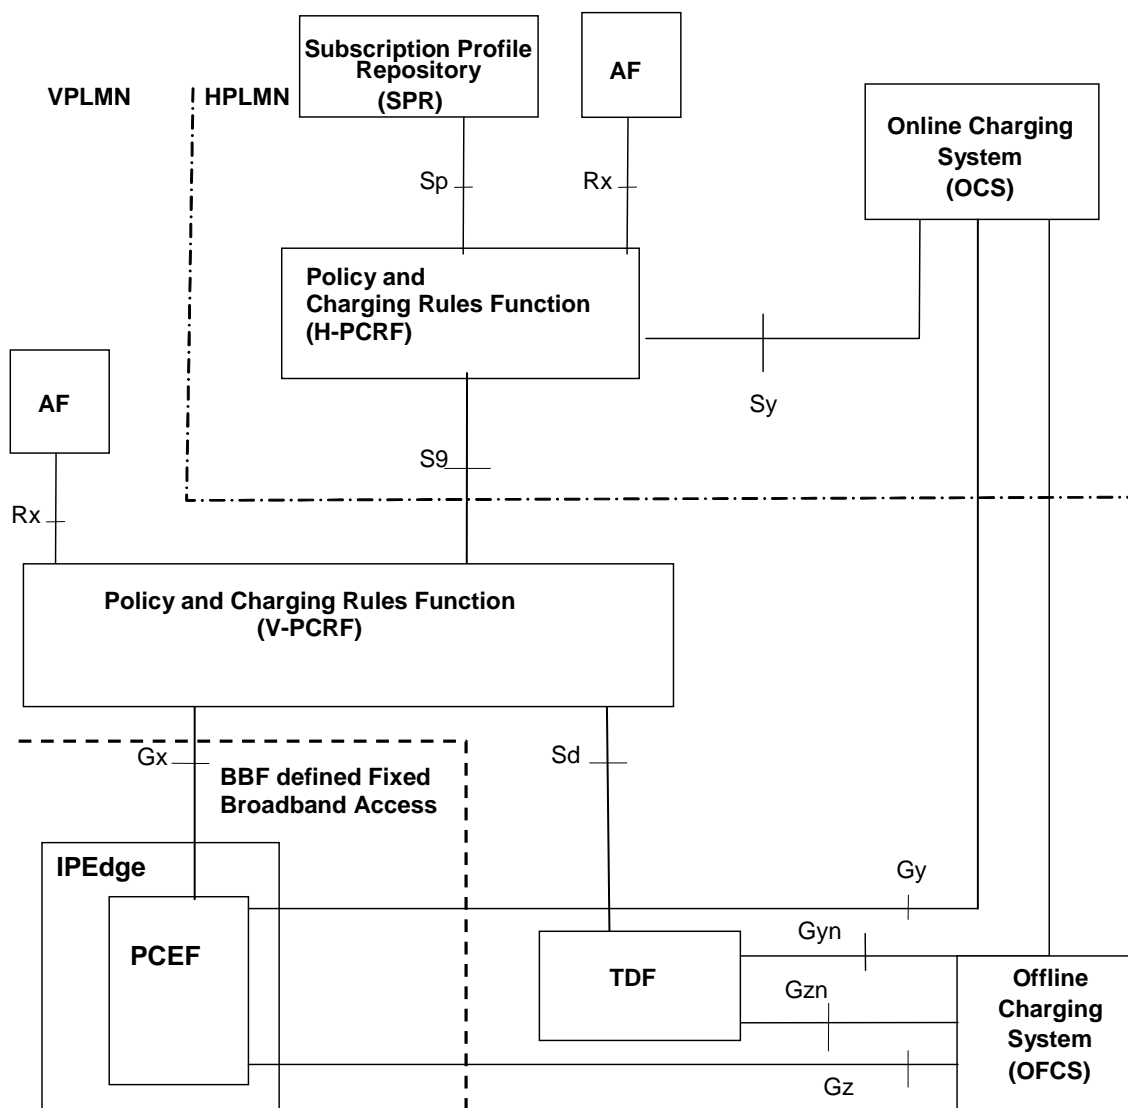 Subscription Profile
Repository
(SPR)
AF
VPLMN
HPLMN
Online Charging
System
(OCS)
Sp
Rx
Policy and
Charging Rules Function
(H-PCRF)
AF
Sy
S9
Rx
Policy and Charging Rules Function
(V-PCRF)
Gx
Sd
BBF defined Fixed
Broadband Access
IPEdge
Gy
PCEF
Gyn
TDF
Offline
Charging
System
(OFCS)
Gzn
Gz